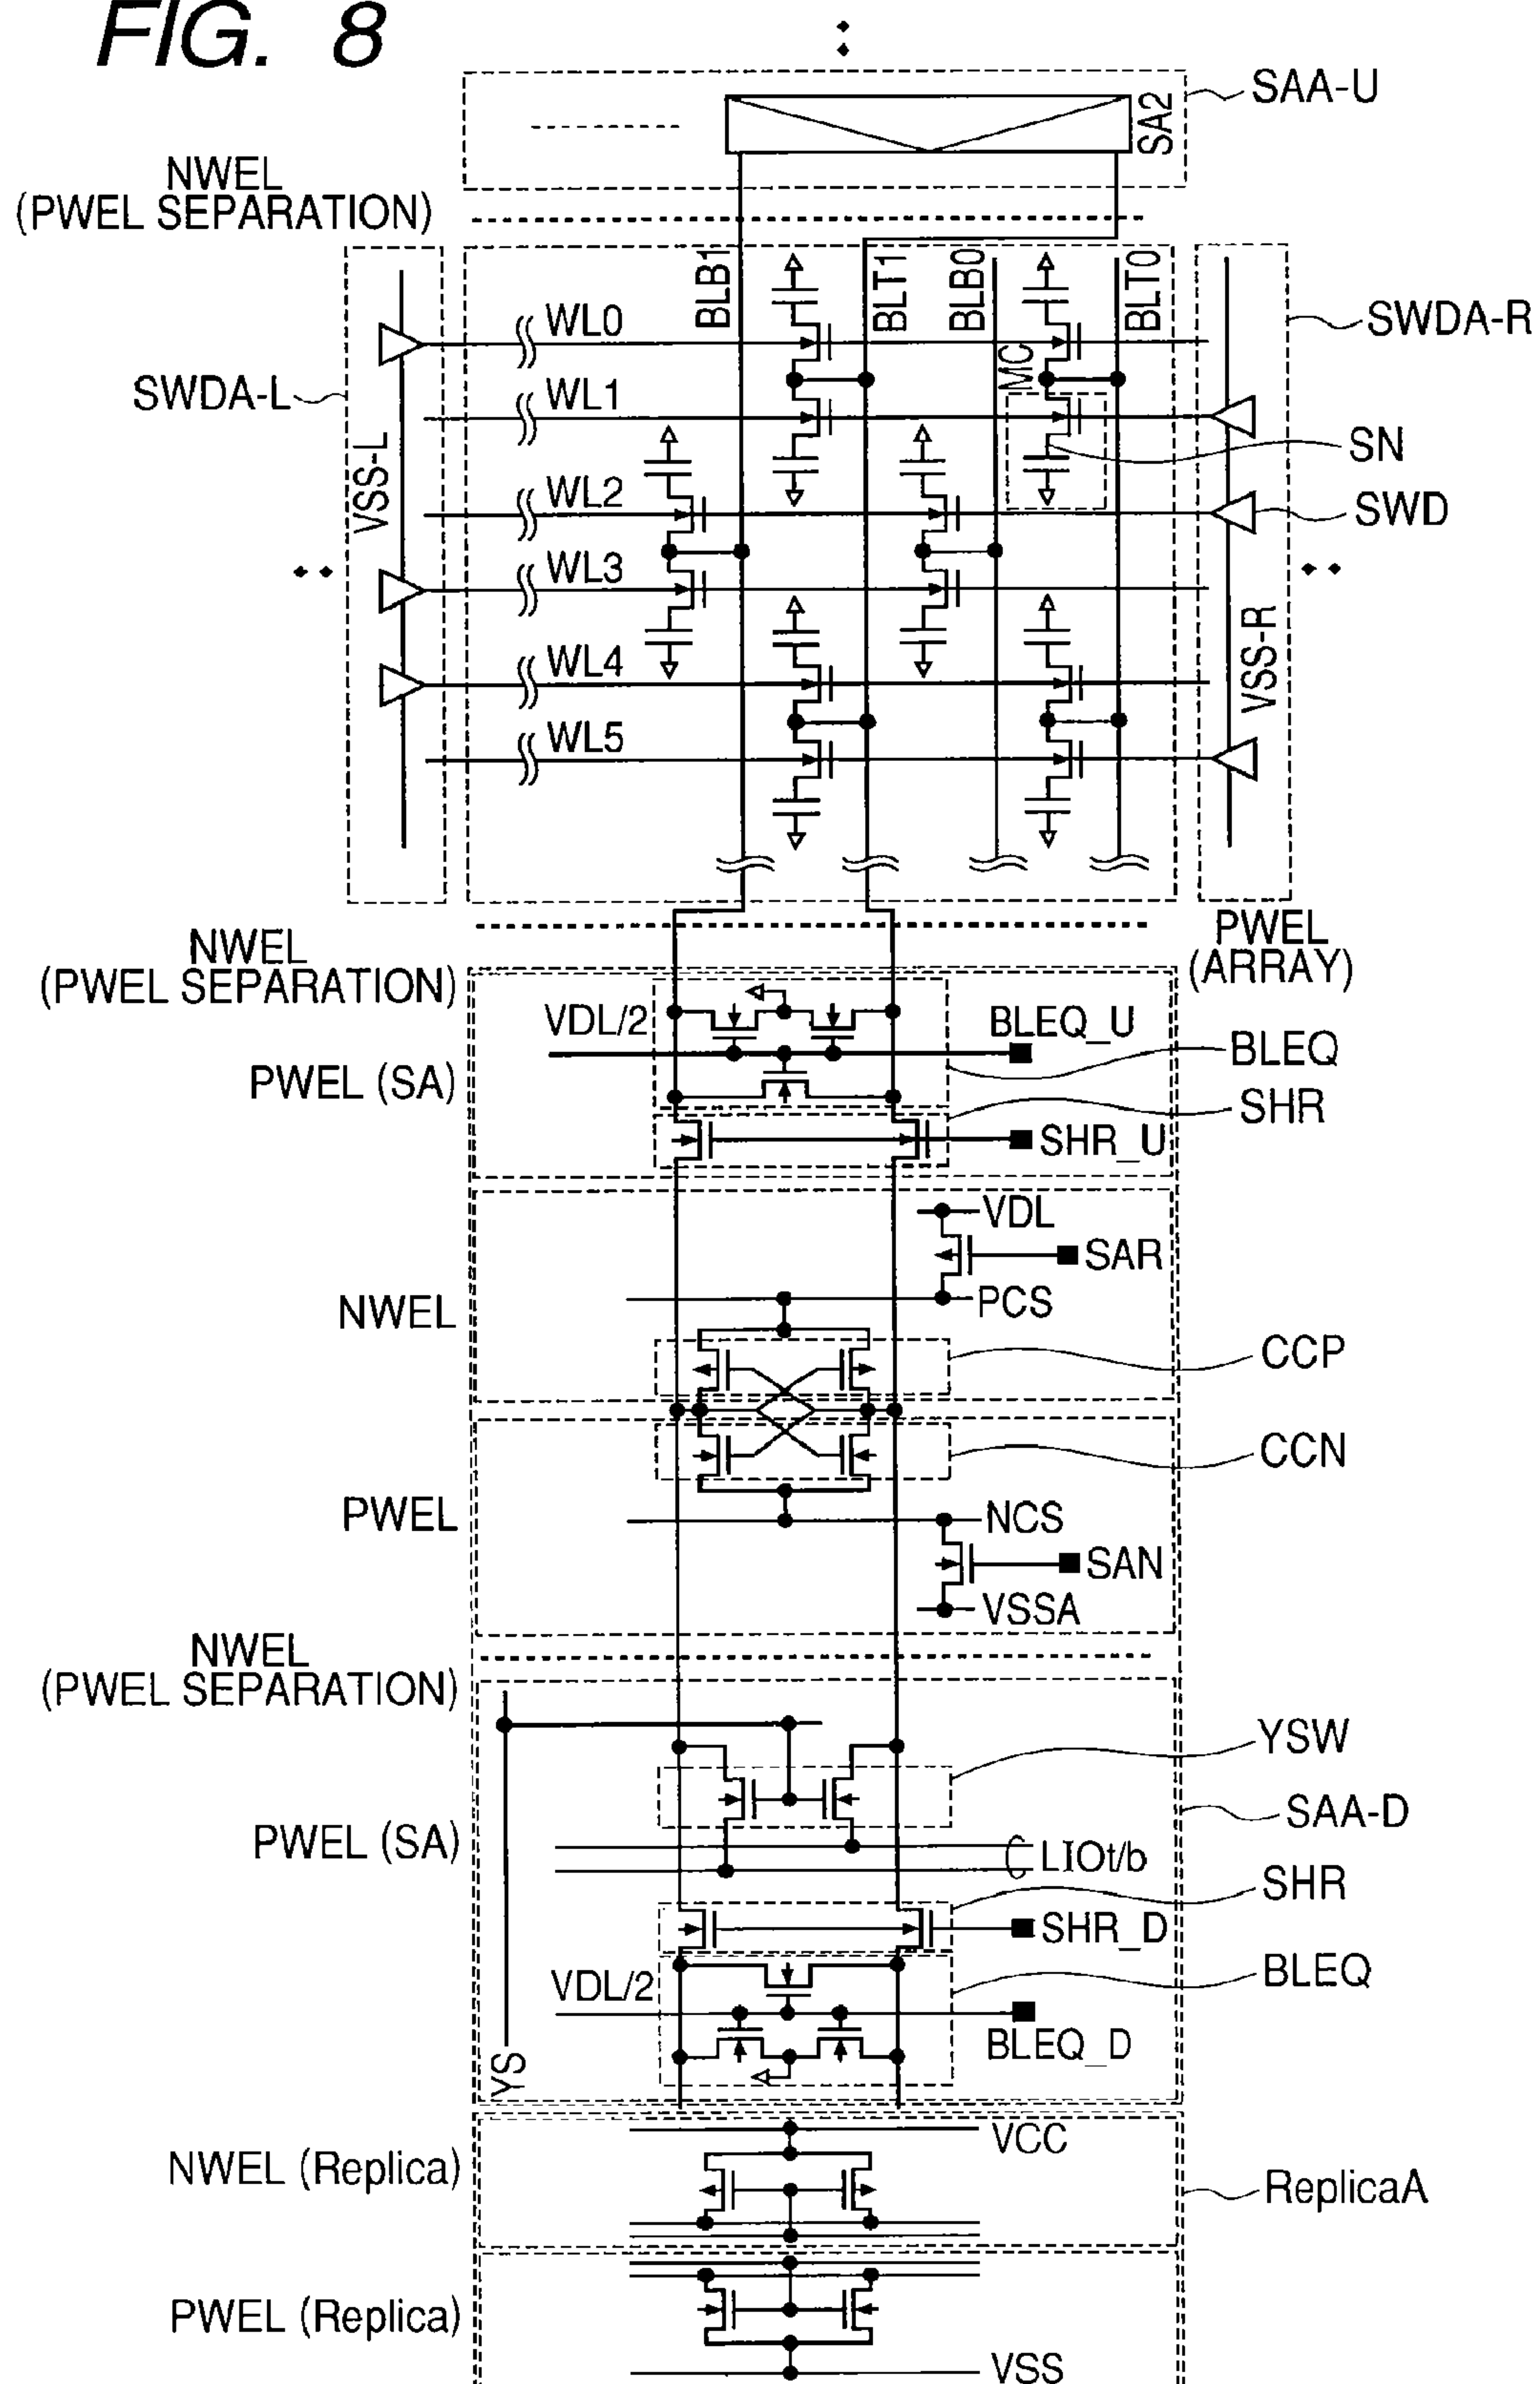 FIG. 8
SAA-U
SA2
NWEL
(PWEL SEPARATION)
BLB1
BLT1
BLB0
BLT0
WL0
SWDA-R
MC
SWDA-L
WL1
VSS-L
SN
WL2
SWD
WL3
VSS-R
WL4
WL5
NWEL
(PWEL SEPARATION)
PWEL
(ARRAY)
VDL/2
BLEQ_U
BLEQ
PWEL (SA)
SHR
SHR_U
VDL
SAR
NWEL
PCS
CCP
CCN
PWEL
NCS
SAN
VSSA
NWEL
(PWEL SEPARATION)
YSW
SAA-D
PWEL (SA)
LIOt/b
SHR
SHR_D
BLEQ
VDL/2
BLEQ_D
YS
VCC
NWEL (Replica)
ReplicaA
PWEL (Replica)
VSS